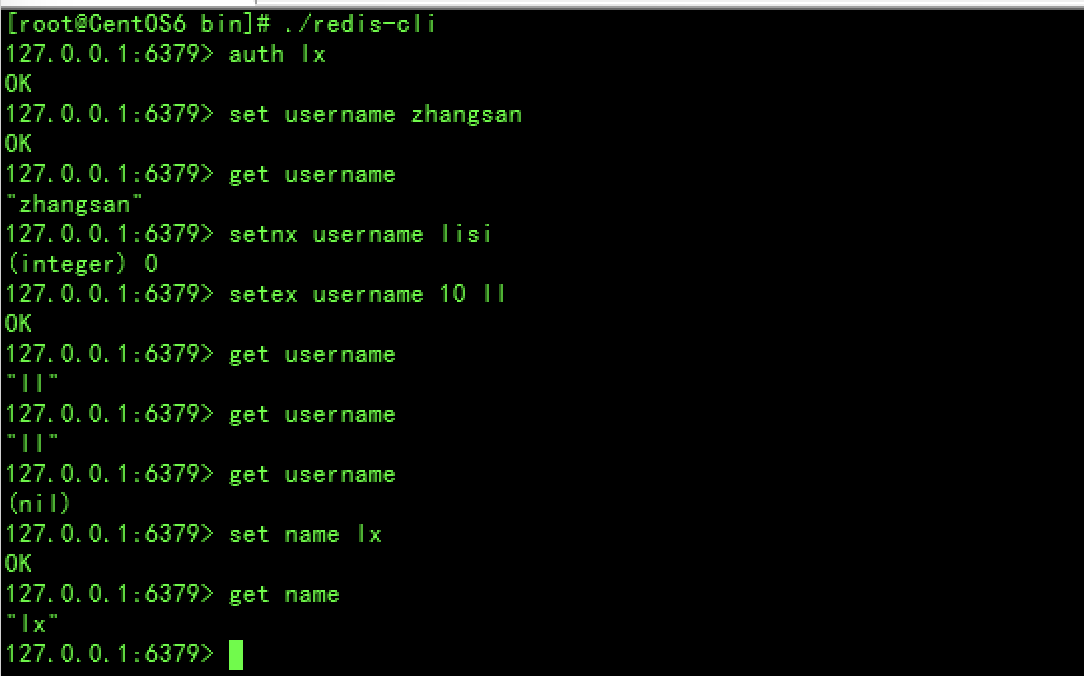 [root@CentOS6 bin]# ./redis-cli
127.0.0.1:6379> auth lx
OK
127.0.0.1:6379> set username zhangsan
OK
127.0.0.1:6379> get username
"zhangsan"
127.0.0.1:6379> setnx username lisi
(integer) 0
127.0.0.1:6379> setex username 10 ll
OK
127.0.0.1:6379> get username
"ll"
127.0.0.1:6379> get username
"ll"
127.0.0.1:6379> get username
(nil)
127.0.0.1:6379> set name lx
OK
127.0.0.1:6379> get name
"lx"
127.0.0.1:6379>